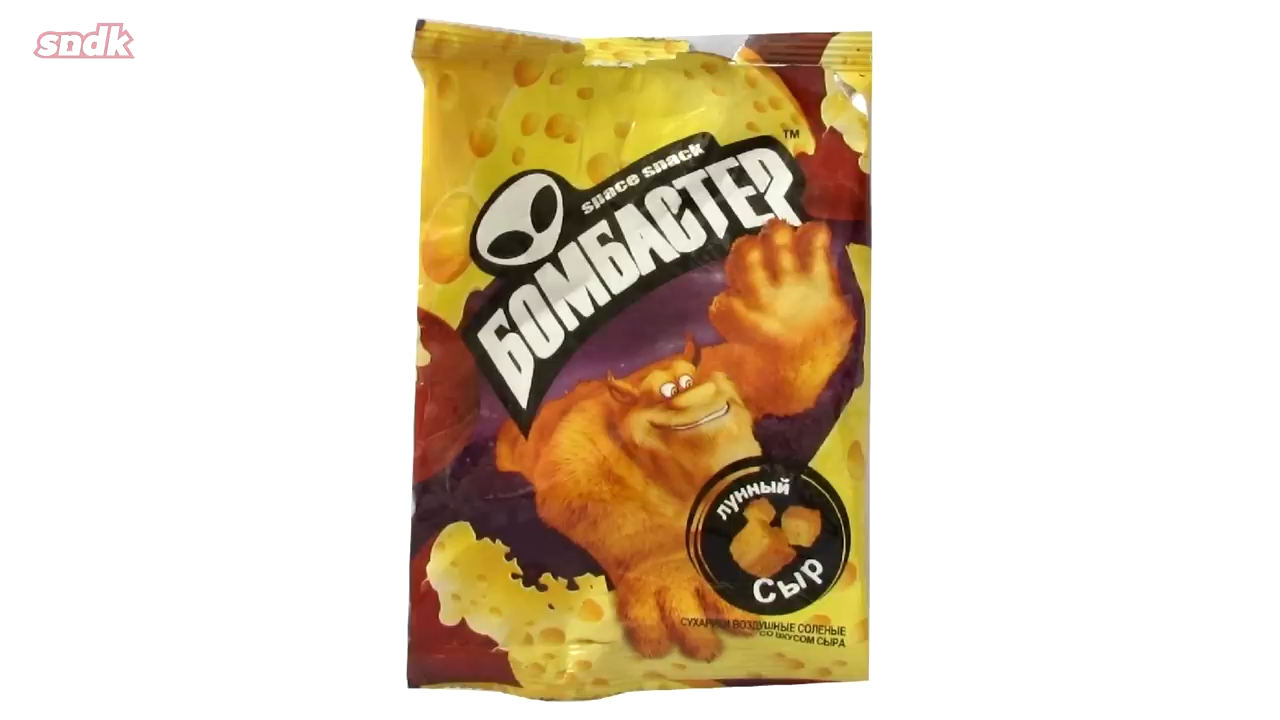 sndk
space snack
БОМБАСТЕР
TM
лунный
Сыр
СУХАРИКИ ВОЗДУШНЫЕ СОЛЕНЫЕ
СО ВКУСОМ СЫРА